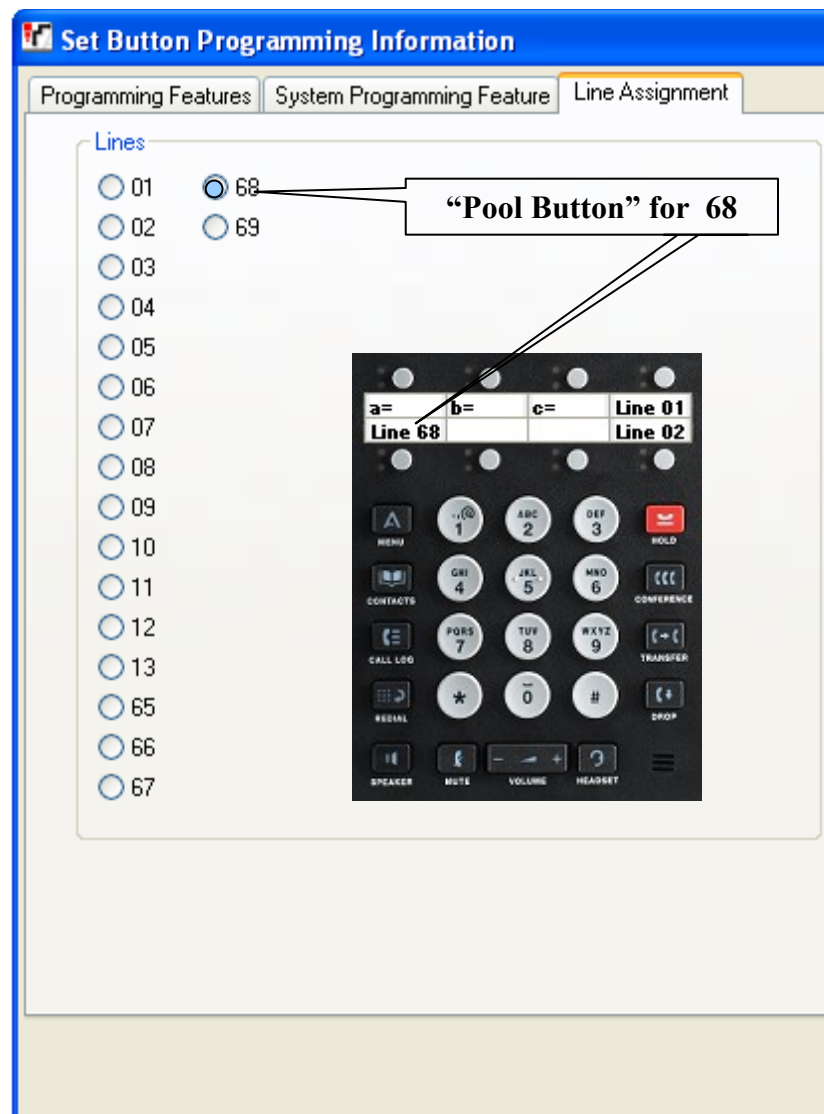 Set Button Programming Information
Programming Features System Programming Feature Line Assignment
Lines
01 68
“Pool Button” for 68
02 69
03
04
05
06
07
08
09
10
11
12
13
65
66
67
a= b= c= Line 01
Line 68 Line 02
A MENU
.,@ 1
ABC 2
DEF 3
HOLD
CONTACTS
GHI 4
JKL 5
MNO 6
CONFERENCE
CALL LOG
PQRS 7
TUV 8
WXYZ 9
TRANSFER
REDIAL
*
0
#
DROP
SPEAKER
MUTE
- +
VOLUME
HEADSET